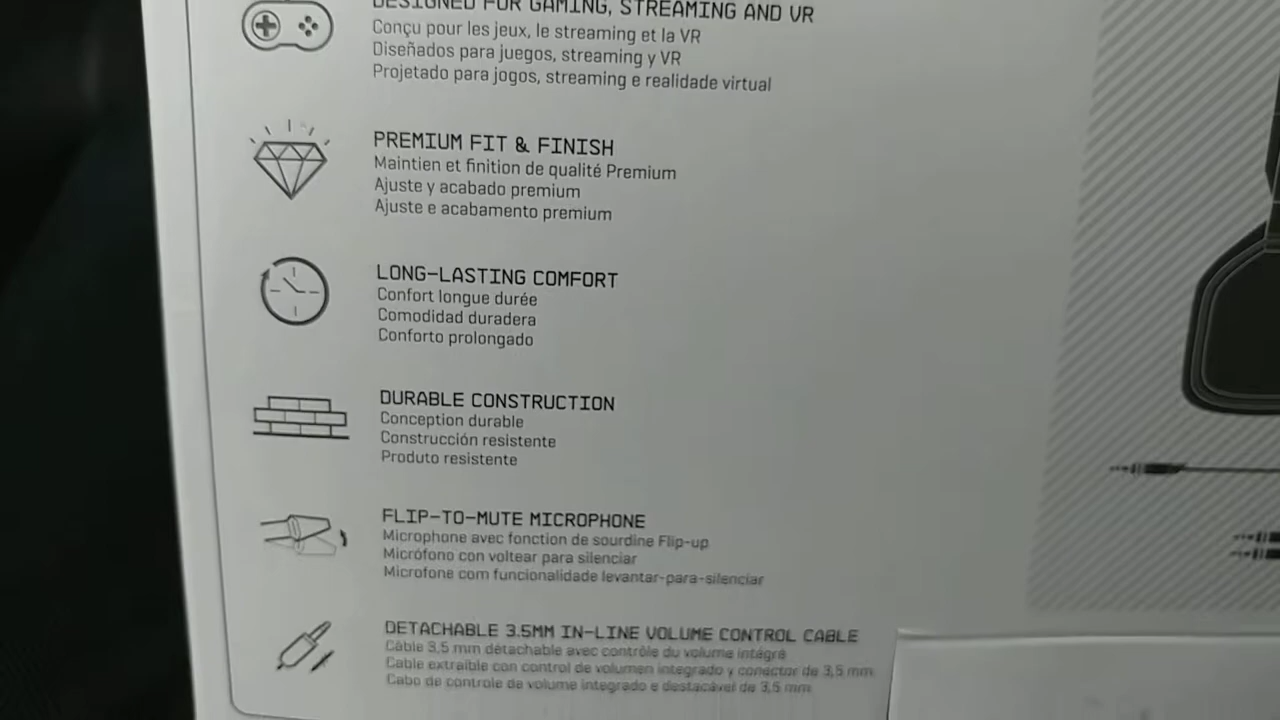 DESIGNED FOR GAMING, STREAMING AND VR
Conçu pour les jeux, le streaming et la VR
Diseñados para juegos, streaming y VR
Projetado para jogos, streaming e realidade virtual
PREMIUM FIT & FINISH
Maintien et finition de qualité Premium
Ajuste y acabado premium
Ajuste e acabamento premium
LONG-LASTING COMFORT
Confort longue durée
Comodidad duradera
Conforto prolongado
DURABLE CONSTRUCTION
Conception durable
Construcción resistente
Produto resistente
FLIP-TO-MUTE MICROPHONE
Microphone avec fonction de sourdine Flip-up
Micrófono con voltear para silenciar
Microfone com funcionalidade levantar-para-silenciar
DETACHABLE 3.5MM IN-LINE VOLUME CONTROL CABLE
Câble 3,5 mm détachable avec contrôle du volume intégré
Cable extraíble con control de volumen integrado y conector de 3,5 mm
Cabo de controle de volume integrado e destacável de 3,5 mm